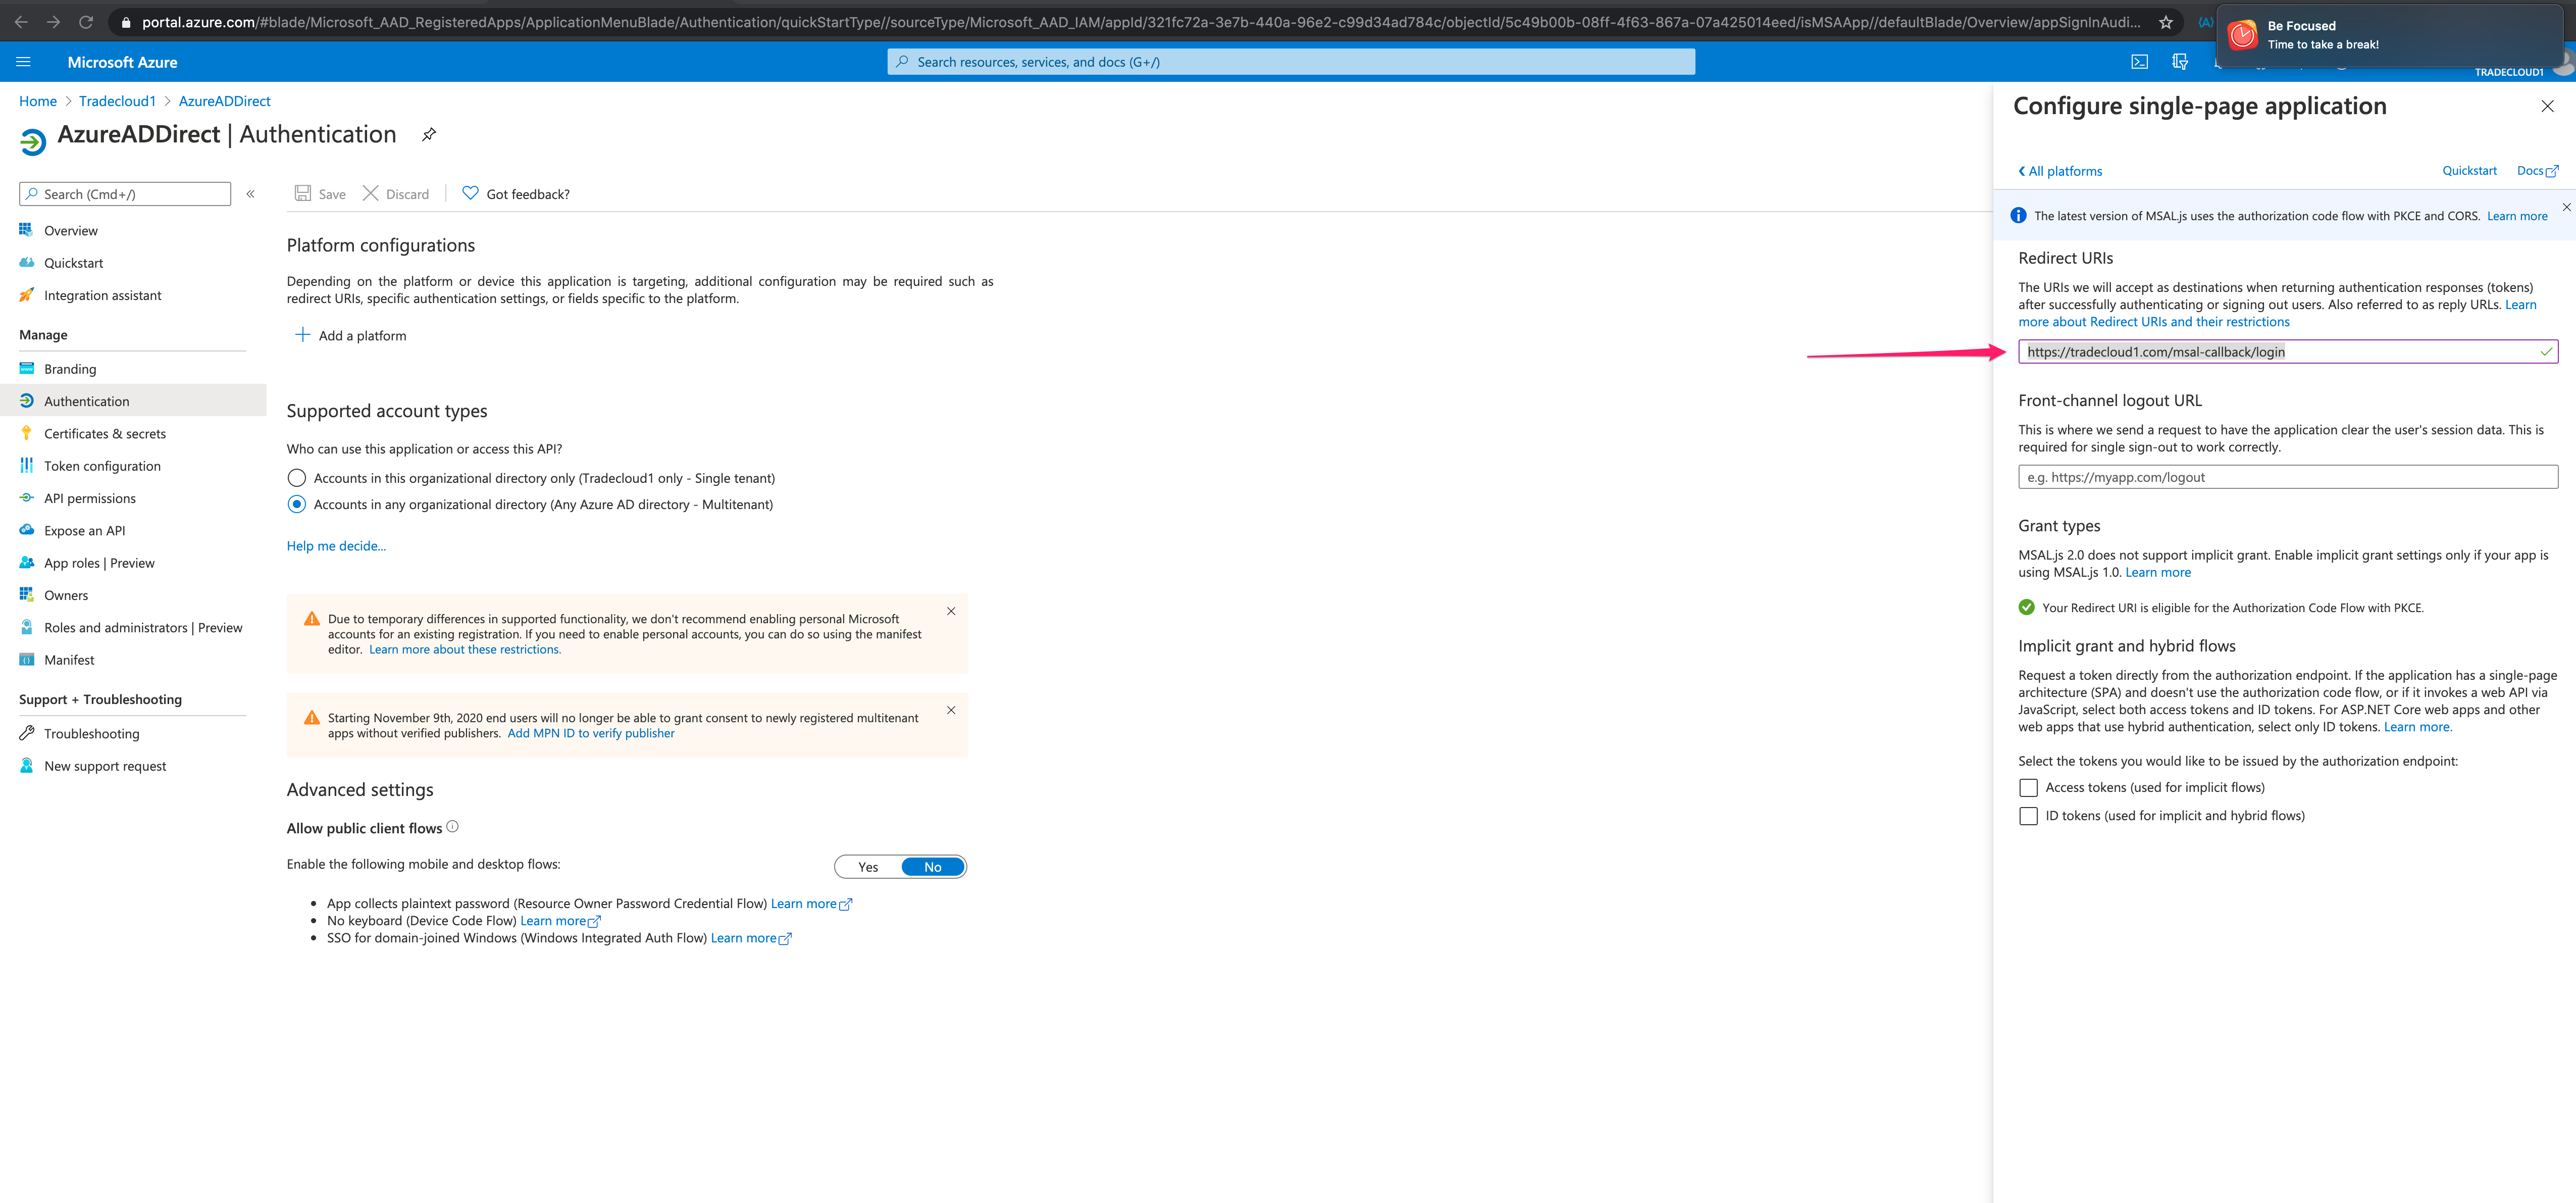 portal.azure.com/#blade/Microsoft_AAD_RegisteredApps/ApplicationMenuBlade/Authentication/quickStartType//sourceType/Microsoft_AAD_IAM/appId/321fc72a-3e7b-440a-96e2-c99d34ad784c/objectId/5c49b00b-08ff-4f63-867a-07a425014eed/isMSAApp//defaultBlade/Overview/appSignInAudi...
(A)
Be Focused
Time to take a break!
Microsoft Azure
Search resources, services, and docs (G+/)
TRADECLOUD1
Home > Tradecloud1 > AzureADDirect
AzureADDirect | Authentication
Search (Cmd+/)
«
Overview
Quickstart
Integration assistant
Manage
Branding
Authentication
Certificates & secrets
Token configuration
API permissions
Expose an API
App roles | Preview
Owners
Roles and administrators | Preview
Manifest
Support + Troubleshooting
Troubleshooting
New support request
Save
Discard
Got feedback?
Platform configurations
Depending on the platform or device this application is targeting, additional configuration may be required such as
redirect URIs, specific authentication settings, or fields specific to the platform.
Add a platform
Supported account types
Who can use this application or access this API?
Accounts in this organizational directory only (Tradecloud1 only - Single tenant)
Accounts in any organizational directory (Any Azure AD directory - Multitenant)
Help me decide...
Due to temporary differences in supported functionality, we don't recommend enabling personal Microsoft
accounts for an existing registration. If you need to enable personal accounts, you can do so using the manifest
editor. Learn more about these restrictions.
Starting November 9th, 2020 end users will no longer be able to grant consent to newly registered multitenant
apps without verified publishers. Add MPN ID to verify publisher
Advanced settings
Allow public client flows
Enable the following mobile and desktop flows:
Yes
No
• App collects plaintext password (Resource Owner Password Credential Flow) Learn more
• No keyboard (Device Code Flow) Learn more
• SSO for domain-joined Windows (Windows Integrated Auth Flow) Learn more
Configure single-page application
All platforms
Quickstart
Docs
The latest version of MSAL.js uses the authorization code flow with PKCE and CORS. Learn more
Redirect URIs
The URIs we will accept as destinations when returning authentication responses (tokens)
after successfully authenticating or signing out users. Also referred to as reply URLs. Learn
more about Redirect URIs and their restrictions
https://tradecloud1.com/msal-callback/login
Front-channel logout URL
This is where we send a request to have the application clear the user's session data. This is
required for single sign-out to work correctly.
e.g. https://myapp.com/logout
Grant types
MSAL.js 2.0 does not support implicit grant. Enable implicit grant settings only if your app is
using MSAL.js 1.0. Learn more
Your Redirect URI is eligible for the Authorization Code Flow with PKCE.
Implicit grant and hybrid flows
Request a token directly from the authorization endpoint. If the application has a single-page
architecture (SPA) and doesn't use the authorization code flow, or if it invokes a web API via
JavaScript, select both access tokens and ID tokens. For ASP.NET Core web apps and other
web apps that use hybrid authentication, select only ID tokens. Learn more.
Select the tokens you would like to be issued by the authorization endpoint:
Access tokens (used for implicit flows)
ID tokens (used for implicit and hybrid flows)